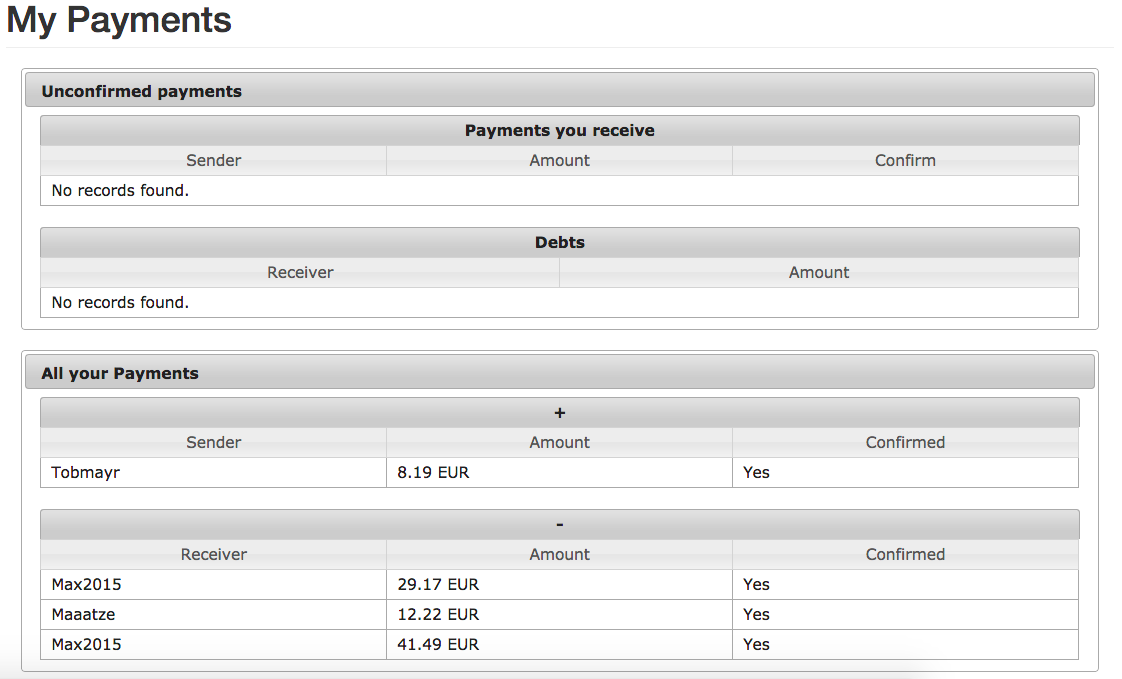 My Payments
Unconfirmed payments
Payments you receive
Sender Amount Confirm
No records found.
Debts
Receiver Amount
No records found.
All your Payments
+
Sender Amount Confirmed
Tobmayr 8.19 EUR Yes
-
Receiver Amount Confirmed
Max2015 29.17 EUR Yes
Maaatze 12.22 EUR Yes
Max2015 41.49 EUR Yes